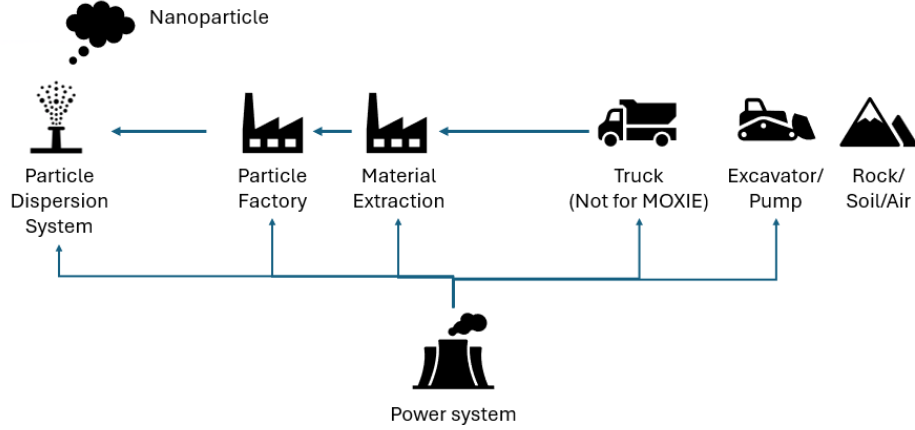 Nanoparticle
Particle
Dispersion
System
Particle
Factory
Material
Extraction
Truck
(Not for MOXIE)
Excavator/
Pump
Rock/
Soil/Air
Power system